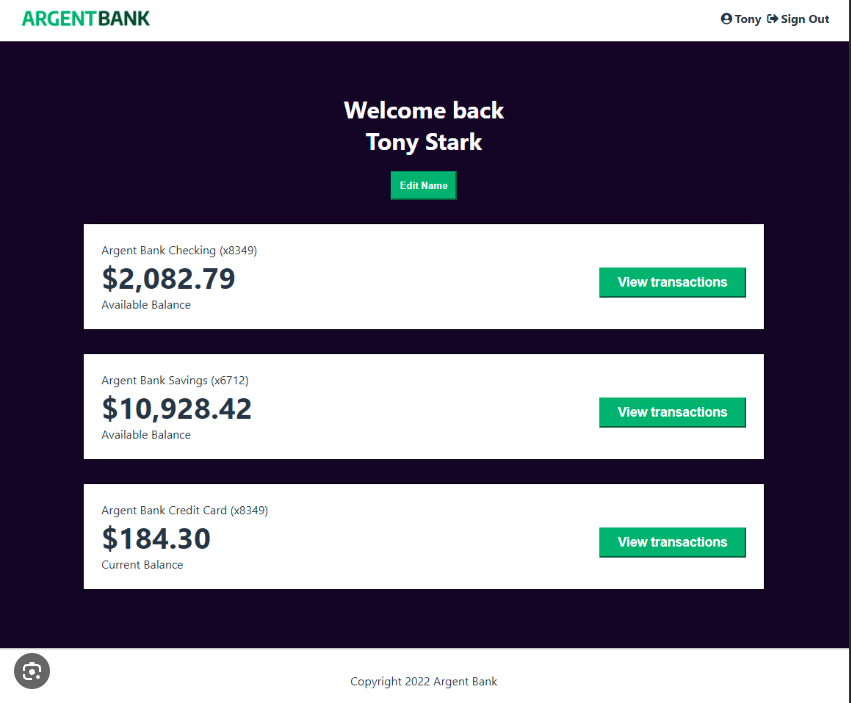 ARGENTBANK
Tony Sign Out
Welcome back
Tony Stark
Edit Name
Argent Bank Checking (x8349)
$2,082.79
Available Balance
View transactions
Argent Bank Savings (x6712)
$10,928.42
Available Balance
View transactions
Argent Bank Credit Card (x8349)
$184.30
Current Balance
View transactions
Copyright 2022 Argent Bank